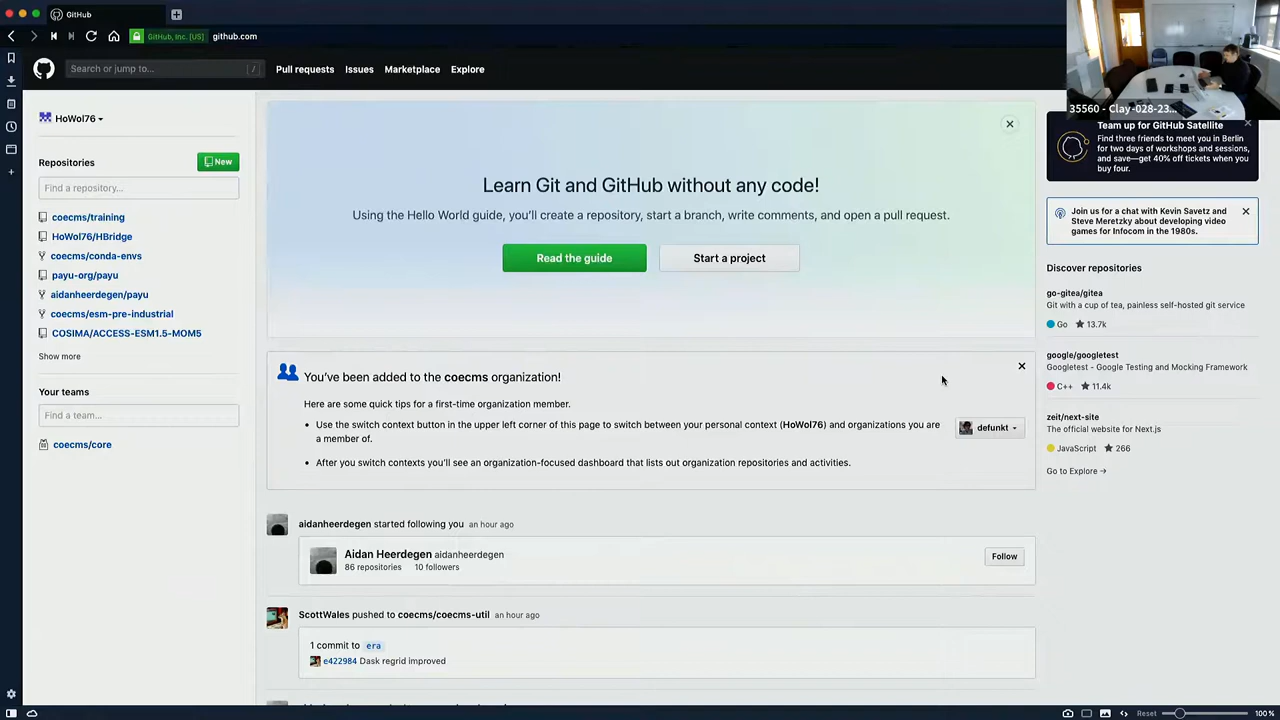 GitHub
GitHub, Inc. [US]
github.com
Search or jump to...
/
Pull requests
Issues
Marketplace
Explore
35560 - Clay-028-23...
HoWol76
Repositories
New
Find a repository...
coecms/training
HoWol76/HBridge
coecms/conda-envs
payu-org/payu
aidanheerdegen/payu
coecms/esm-pre-industrial
COSIMA/ACCESS-ESM1.5-MOM5
Show more
Your teams
Find a team...
coecms/core
Learn Git and GitHub without any code!
Using the Hello World guide, you’ll create a repository, start a branch, write comments, and open a pull request.
Read the guide
Start a project
You’ve been added to the coecms organization!
Here are some quick tips for a first-time organization member.
Use the switch context button in the upper left corner of this page to switch between your personal context (HoWol76) and organizations you are
a member of.
defunkt
After you switch contexts you’ll see an organization-focused dashboard that lists out organization repositories and activities.
aidanheerdegen started following you an hour ago
Aidan Heerdegen aidanheerdegen
86 repositories 10 followers
Follow
ScottWales pushed to coecms/coecms-util an hour ago
1 commit to era
e422984 Dask regrid improved
Team up for GitHub Satellite
Find three friends to meet you in Berlin
for two days of workshops and sessions,
and save—get 40% off tickets when you
buy four.
Join us for a chat with Kevin Savetz and
Steve Meretzky about developing video
games for Infocom in the 1980s.
Discover repositories
go-gitea/gitea
Git with a cup of tea, painless self-hosted git service
Go 13.7k
google/googletest
Googletest - Google Testing and Mocking Framework
C++ 11.4k
zeit/next-site
The official website for Next.js
JavaScript 266
Go to Explore →
Reset
100 %